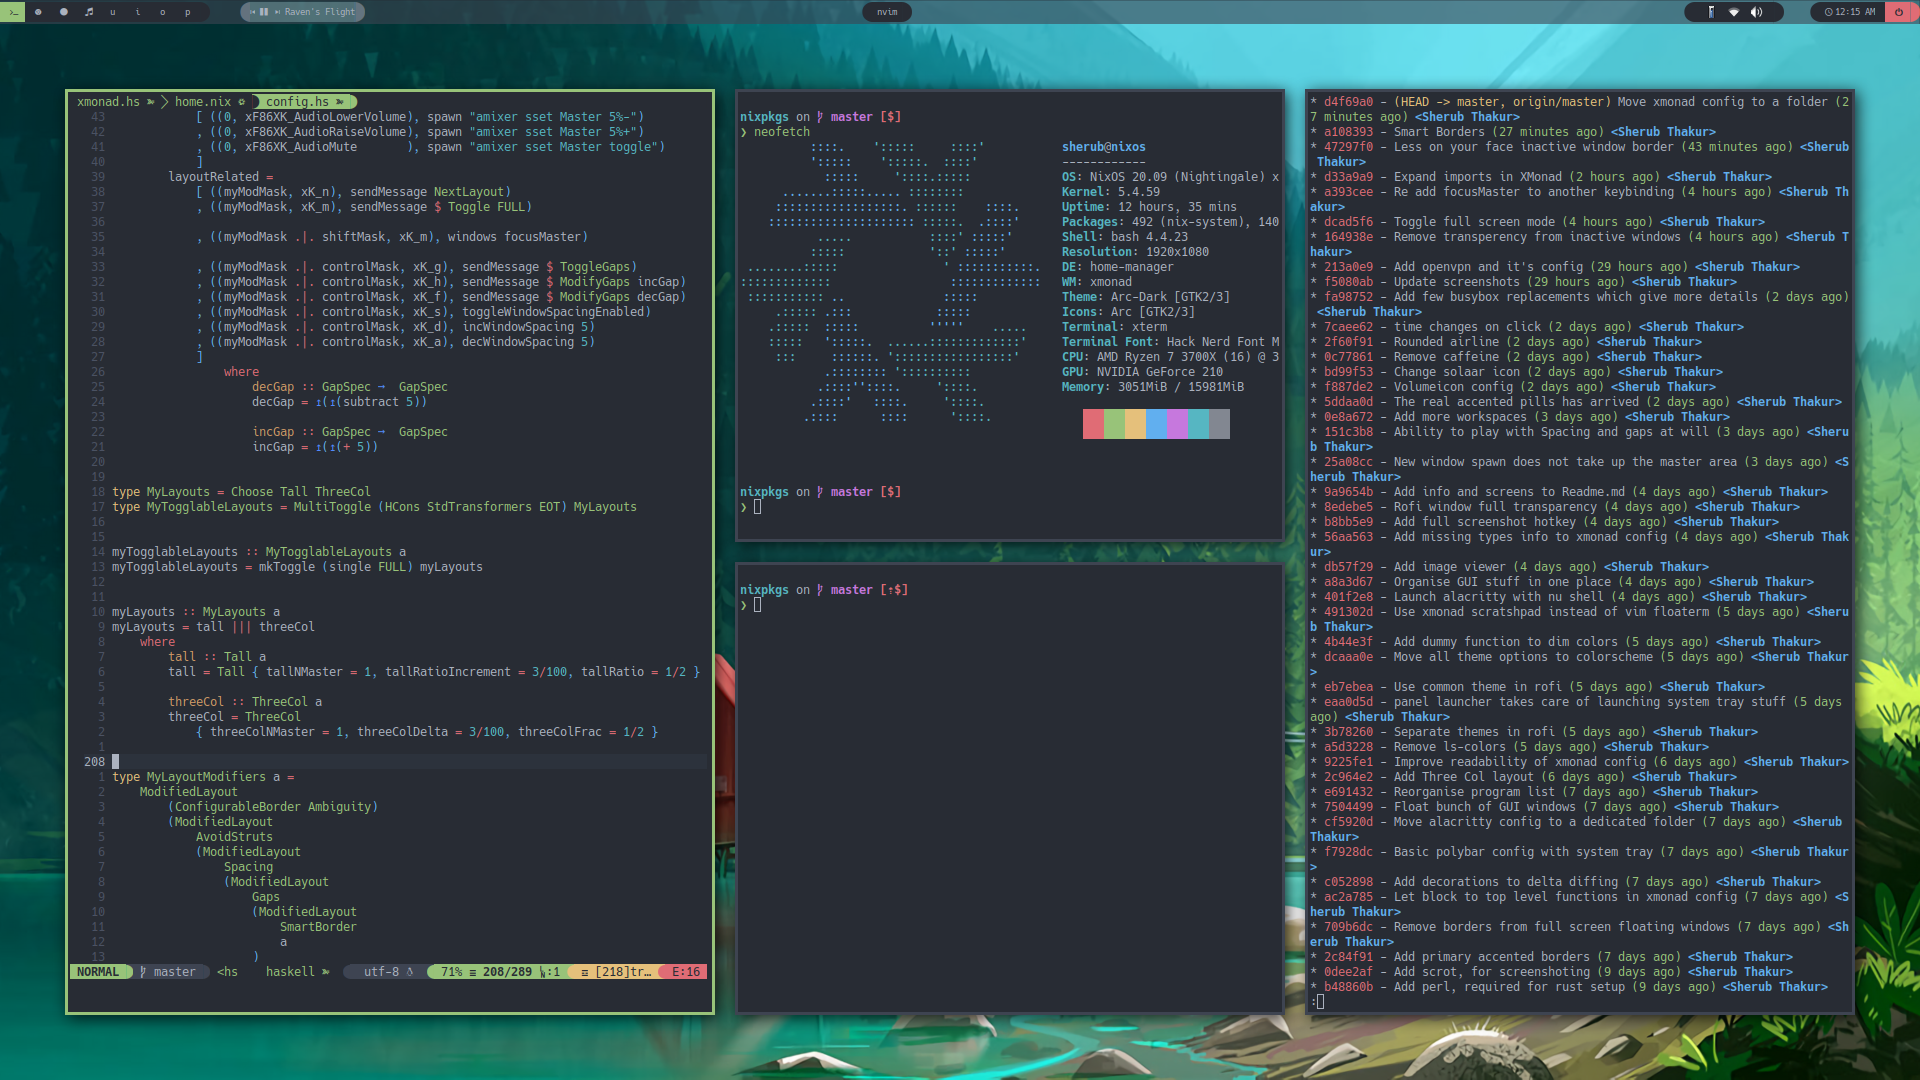 u i o p
Raven's Flight
nvim
12:15 AM
xmonad.hs home.nix config.hs
43 [ ((0, xF86XK_AudioLowerVolume), spawn "amixer sset Master 5%-")
42 , ((0, xF86XK_AudioRaiseVolume), spawn "amixer sset Master 5%+")
41 , ((0, xF86XK_AudioMute ), spawn "amixer sset Master toggle")
40 ]
39 layoutRelated =
38 [ ((myModMask, xK_n), sendMessage NextLayout)
37 , ((myModMask, xK_m), sendMessage $ Toggle FULL)
36
35 , ((myModMask .|. shiftMask, xK_m), windows focusMaster)
34
33 , ((myModMask .|. controlMask, xK_g), sendMessage $ ToggleGaps)
32 , ((myModMask .|. controlMask, xK_h), sendMessage $ ModifyGaps incGap)
31 , ((myModMask .|. controlMask, xK_f), sendMessage $ ModifyGaps decGap)
30 , ((myModMask .|. controlMask, xK_s), toggleWindowSpacingEnabled)
29 , ((myModMask .|. controlMask, xK_d), incWindowSpacing 5)
28 , ((myModMask .|. controlMask, xK_a), decWindowSpacing 5)
27 ]
26 where
25 decGap :: GapSpec → GapSpec
24 decGap = ↕(↕(subtract 5))
23
22 incGap :: GapSpec → GapSpec
21 incGap = ↕(↕(+ 5))
20
19
18 type MyLayouts = Choose Tall ThreeCol
17 type MyTogglableLayouts = MultiToggle (HCons StdTransformers EOT) MyLayouts
16
15
14 myTogglableLayouts :: MyTogglableLayouts a
13 myTogglableLayouts = mkToggle (single FULL) myLayouts
12
11
10 myLayouts :: MyLayouts a
9 myLayouts = tall ||| threeCol
8 where
7 tall :: Tall a
6 tall = Tall { tallNMaster = 1, tallRatioIncrement = 3/100, tallRatio = 1/2 }
5
4 threeCol :: ThreeCol a
3 threeCol = ThreeCol
2 { threeColNMaster = 1, threeColDelta = 3/100, threeColFrac = 1/2 }
1
208
1 type MyLayoutModifiers a =
2 ModifiedLayout
3 (ConfigurableBorder Ambiguity)
4 (ModifiedLayout
5 AvoidStruts
6 (ModifiedLayout
7 Spacing
8 (ModifiedLayout
9 Gaps
10 (ModifiedLayout
11 SmartBorder
12 a
13 )
NORMAL master <hs haskell utf-8 71% ≡ 208/289 :1 [218]tr… E:16
nixpkgs on master [$]
❯ neofetch
sherub@nixos
------------
OS: NixOS 20.09 (Nightingale) x
Kernel: 5.4.59
Uptime: 12 hours, 35 mins
Packages: 492 (nix-system), 140
Shell: bash 4.4.23
Resolution: 1920x1080
DE: home-manager
WM: xmonad
Theme: Arc-Dark [GTK2/3]
Icons: Arc [GTK2/3]
Terminal: xterm
Terminal Font: Hack Nerd Font M
CPU: AMD Ryzen 7 3700X (16) @ 3
GPU: NVIDIA GeForce 210
Memory: 3051MiB / 15981MiB
nixpkgs on master [$]
❯
nixpkgs on master [⇡$]
❯
* d4f69a0 - (HEAD -> master, origin/master) Move xmonad config to a folder (2
7 minutes ago) <Sherub Thakur>
* a108393 - Smart Borders (27 minutes ago) <Sherub Thakur>
* 47297f0 - Less on your face inactive window border (43 minutes ago) <Sherub
Thakur>
* d33a9a9 - Expand imports in XMonad (2 hours ago) <Sherub Thakur>
* a393cee - Re add focusMaster to another keybinding (4 hours ago) <Sherub Th
akur>
* dcad5f6 - Toggle full screen mode (4 hours ago) <Sherub Thakur>
* 164938e - Remove transperency from inactive windows (4 hours ago) <Sherub T
hakur>
* 213a0e9 - Add openvpn and it's config (29 hours ago) <Sherub Thakur>
* f5080ab - Update screenshots (29 hours ago) <Sherub Thakur>
* fa98752 - Add few busybox replacements which give more details (2 days ago)
<Sherub Thakur>
* 7caee62 - time changes on click (2 days ago) <Sherub Thakur>
* 2f60f91 - Rounded airline (2 days ago) <Sherub Thakur>
* 0c77861 - Remove caffeine (2 days ago) <Sherub Thakur>
* bd99f53 - Change solaar icon (2 days ago) <Sherub Thakur>
* f887de2 - Volumeicon config (2 days ago) <Sherub Thakur>
* 5ddaa0d - The real accented pills has arrived (2 days ago) <Sherub Thakur>
* 0e8a672 - Add more workspaces (3 days ago) <Sherub Thakur>
* 151c3b8 - Ability to play with Spacing and gaps at will (3 days ago) <Sheru
b Thakur>
* 25a08cc - New window spawn does not take up the master area (3 days ago) <S
herub Thakur>
* 9a9654b - Add info and screens to Readme.md (4 days ago) <Sherub Thakur>
* 8edebe5 - Rofi window full transparency (4 days ago) <Sherub Thakur>
* b8bb5e9 - Add full screenshot hotkey (4 days ago) <Sherub Thakur>
* 56aa563 - Add missing types info to xmonad config (4 days ago) <Sherub Thak
ur>
* db57f29 - Add image viewer (4 days ago) <Sherub Thakur>
* a8a3d67 - Organise GUI stuff in one place (4 days ago) <Sherub Thakur>
* 401f2e8 - Launch alacritty with nu shell (4 days ago) <Sherub Thakur>
* 491302d - Use xmonad scratshpad instead of vim floaterm (5 days ago) <Sheru
b Thakur>
* 4b44e3f - Add dummy function to dim colors (5 days ago) <Sherub Thakur>
* dcaaa0e - Move all theme options to colorscheme (5 days ago) <Sherub Thakur
>
* eb7ebea - Use common theme in rofi (5 days ago) <Sherub Thakur>
* eaa0d5d - panel launcher takes care of launching system tray stuff (5 days
ago) <Sherub Thakur>
* 3b78260 - Separate themes in rofi (5 days ago) <Sherub Thakur>
* a5d3228 - Remove ls-colors (5 days ago) <Sherub Thakur>
* 9225fe1 - Improve readability of xmonad config (6 days ago) <Sherub Thakur>
* 2c964e2 - Add Three Col layout (6 days ago) <Sherub Thakur>
* e691432 - Reorganise program list (7 days ago) <Sherub Thakur>
* 7504499 - Float bunch of GUI windows (7 days ago) <Sherub Thakur>
* cf5920d - Move alacritty config to a dedicated folder (7 days ago) <Sherub
Thakur>
* f7928dc - Basic polybar config with system tray (7 days ago) <Sherub Thakur
>
* c052898 - Add decorations to delta diffing (7 days ago) <Sherub Thakur>
* ac2a785 - Let block to top level functions in xmonad config (7 days ago) <S
herub Thakur>
* 709b6dc - Remove borders from full screen floating windows (7 days ago) <Sh
erub Thakur>
* 2c84f91 - Add primary accented borders (7 days ago) <Sherub Thakur>
* 0dee2af - Add scrot, for screenshoting (9 days ago) <Sherub Thakur>
* b48860b - Add perl, required for rust setup (9 days ago) <Sherub Thakur>
: